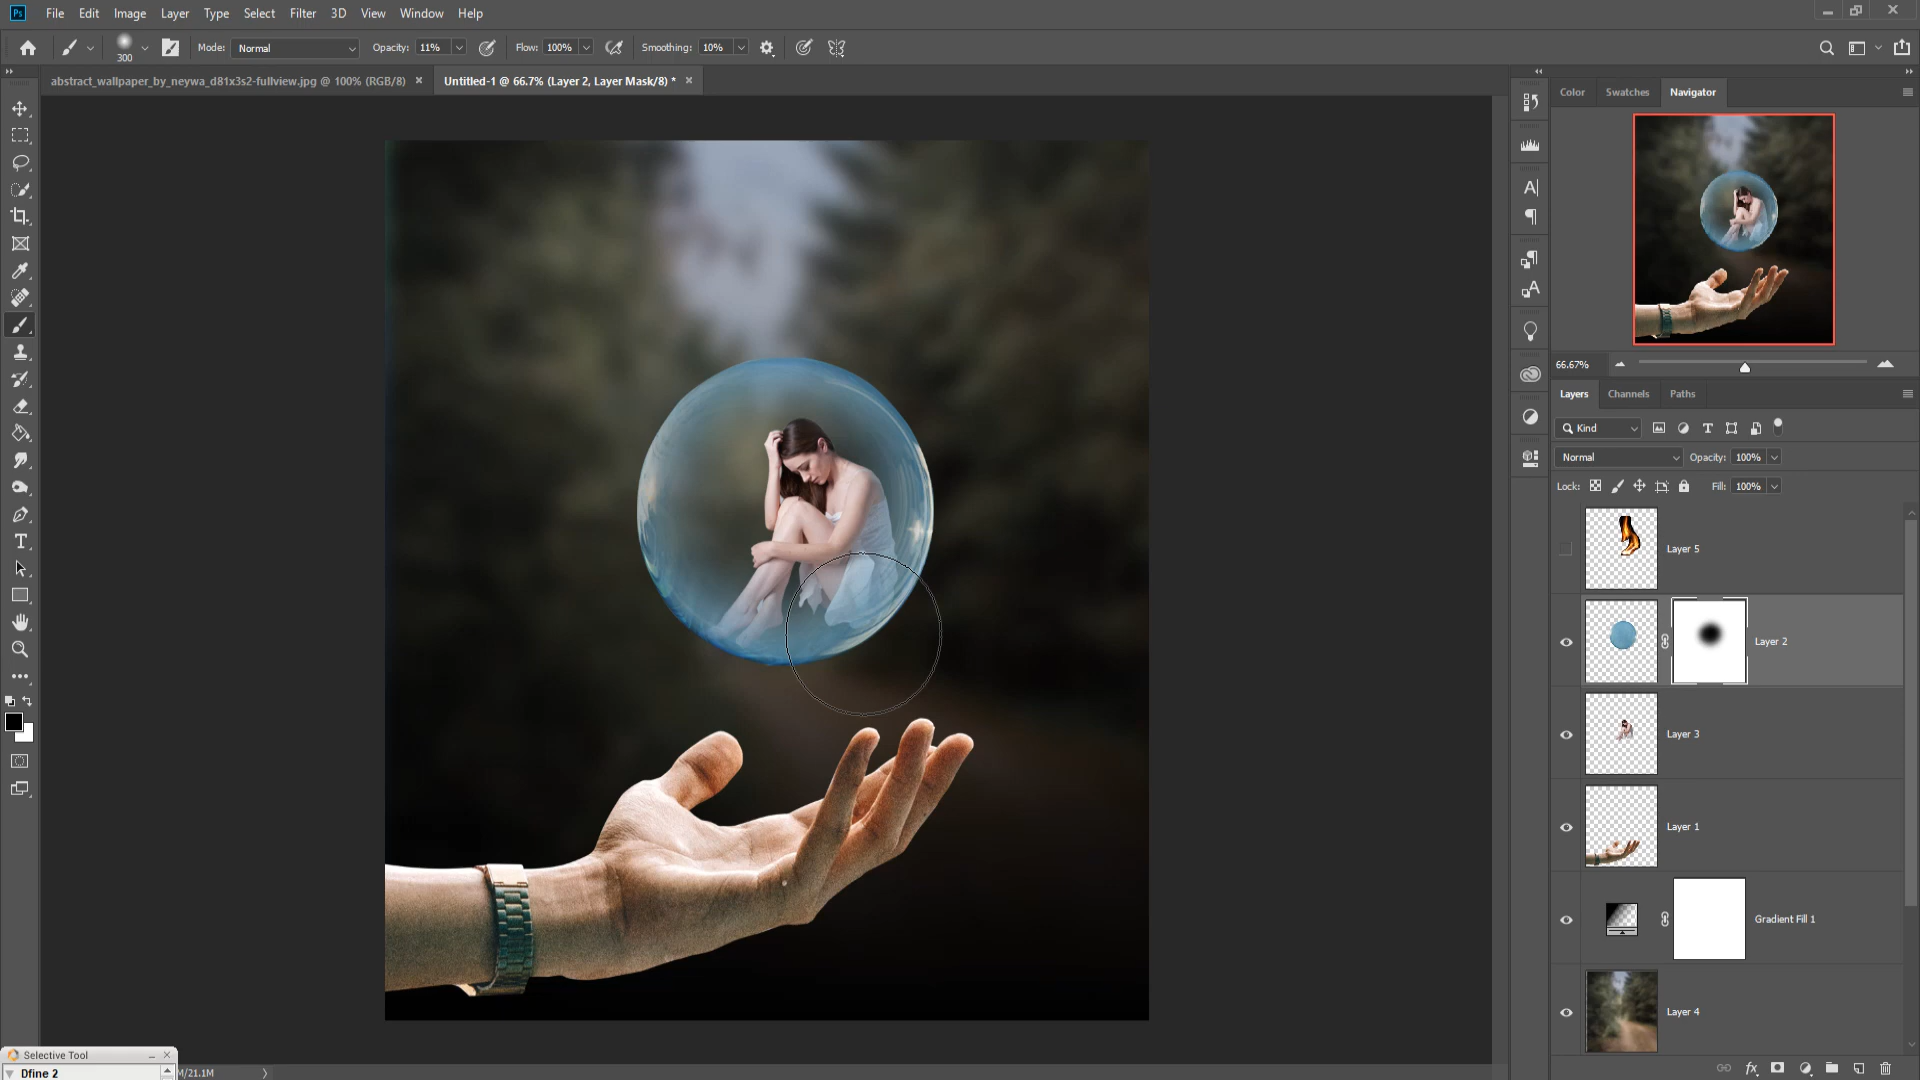 Ps File Edit Image Layer Type Select Filter 3D View Window Help
300 Mode: Normal Opacity: 11% Flow: 100% Smoothing: 10%
abstract_wallpaper_by_neywa_d81x3s2-fullview.jpg @ 100% (RGB/8) × Untitled-1 @ 66.7% (Layer 2, Layer Mask/8) * ×
Color Swatches Navigator
66.67%
Layers Channels Paths
Kind
Normal Opacity: 100%
Lock: Fill: 100%
Layer 5
Layer 2
Layer 3
Layer 1
Gradient Fill 1
Layer 4
Selective Tool
Dfine 2
M/21.1M